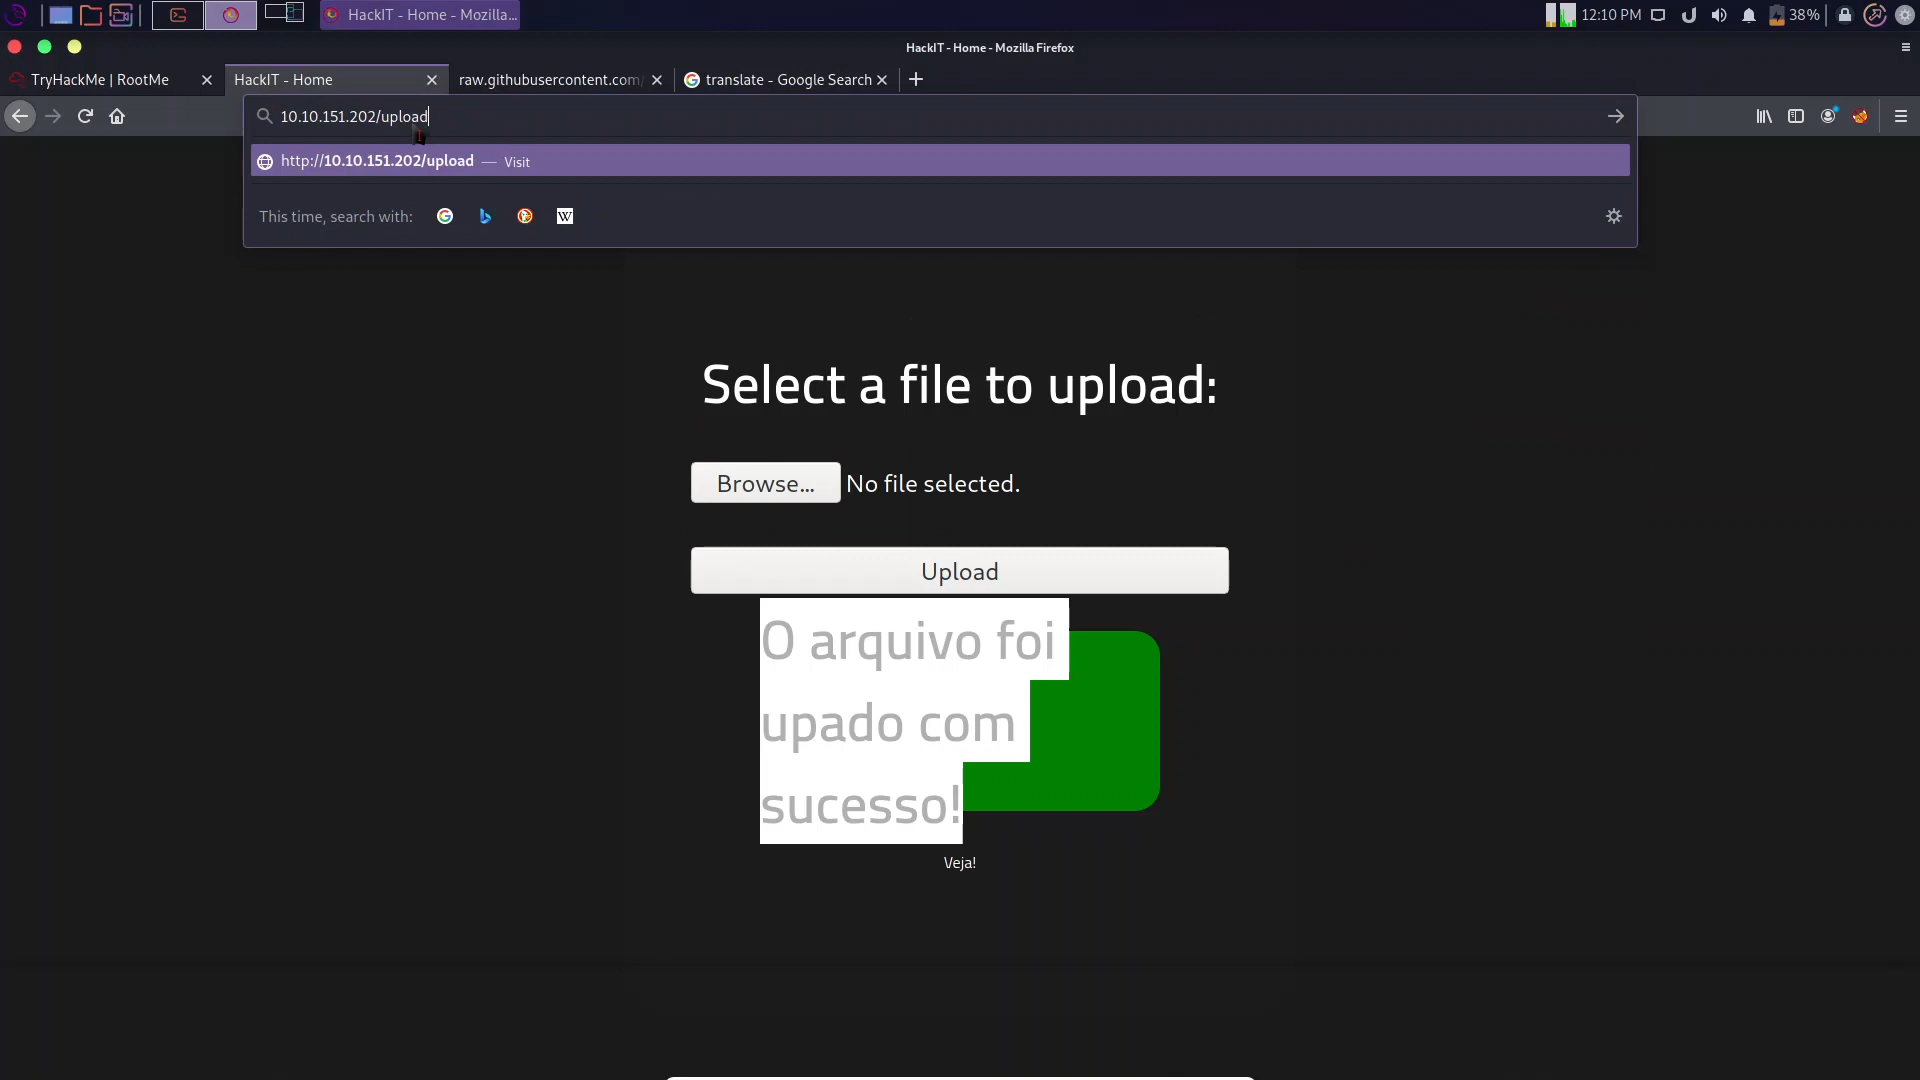 HackIT - Home - Mozilla...
12:10 PM
38%
HackIT - Home - Mozilla Firefox
TryHackMe | RootMe
HackIT - Home
raw.githubusercontent.com/
translate - Google Search
10.10.151.202/upload
http://10.10.151.202/upload — Visit
This time, search with:
W
Select a file to upload:
Browse... No file selected.
Upload
O arquivo foi
upado com
sucesso!
Veja!